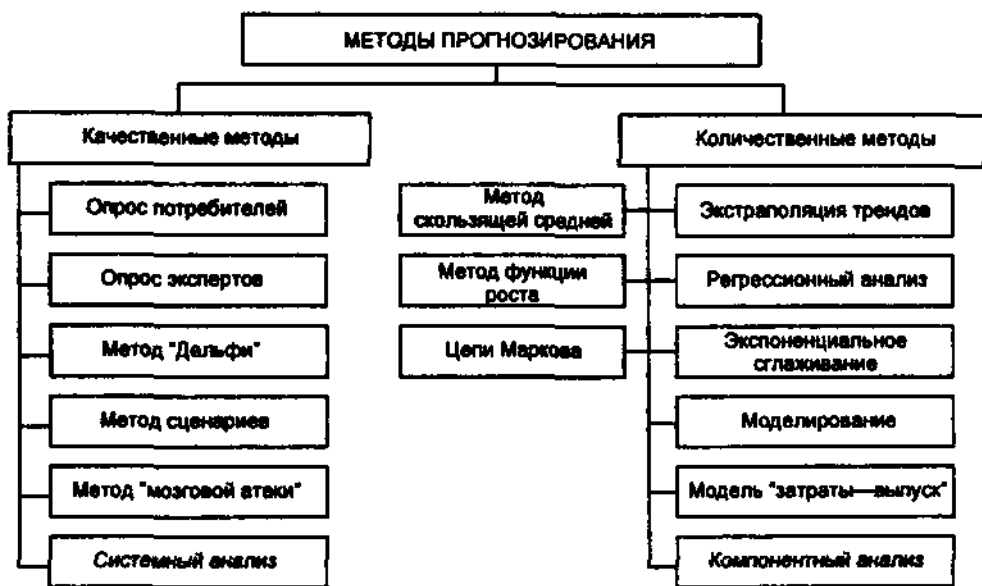 МЕТОДЫ ПРОГНОЗИРОВАНИЯ
Качественные методы
Опрос потребителей
Опрос экспертов
Метод "Дельфи"
Метод сценариев
Метод "мозговой атаки"
Системный анализ
Количественные методы
Метод
скользящей средней
Метод функции
роста
Цепи Маркова
Экстраполяция трендов
Регрессионный анализ
Экспоненциальное
сглаживание
Моделирование
Модель "затраты—выпуск"
Компонентный анализ